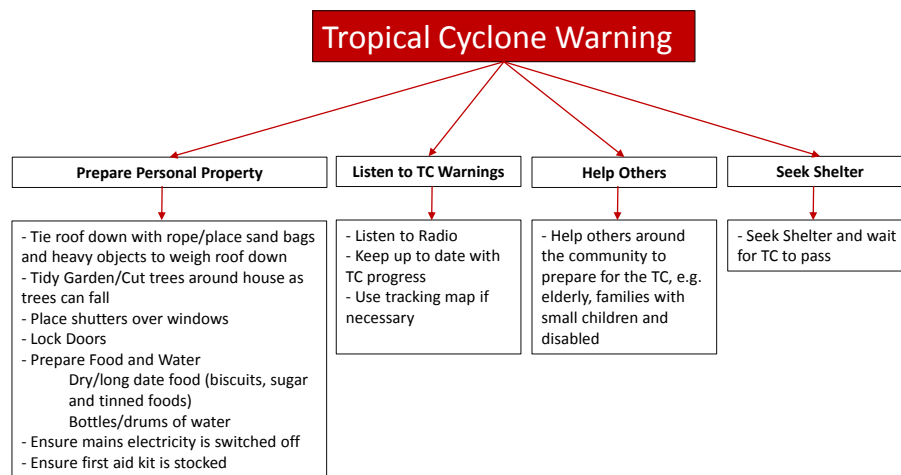 Tropical Cyclone Warning
Prepare Personal Property
- Tie roof down with rope/place sand bags
and heavy objects to weigh roof down
- Tidy Garden/Cut trees around house as
trees can fall
- Place shutters over windows
- Lock Doors
- Prepare Food and Water
Dry/long date food (biscuits, sugar
and tinned foods)
Bottles/drums of water
- Ensure mains electricity is switched off
- Ensure first aid kit is stocked
Listen to TC Warnings
- Listen to Radio
- Keep up to date with
TC progress
- Use tracking map if
necessary
Help Others
- Help others around
the community to
prepare for the TC, e.g.
elderly, families with
small children and
disabled
Seek Shelter
- Seek Shelter and wait
for TC to pass